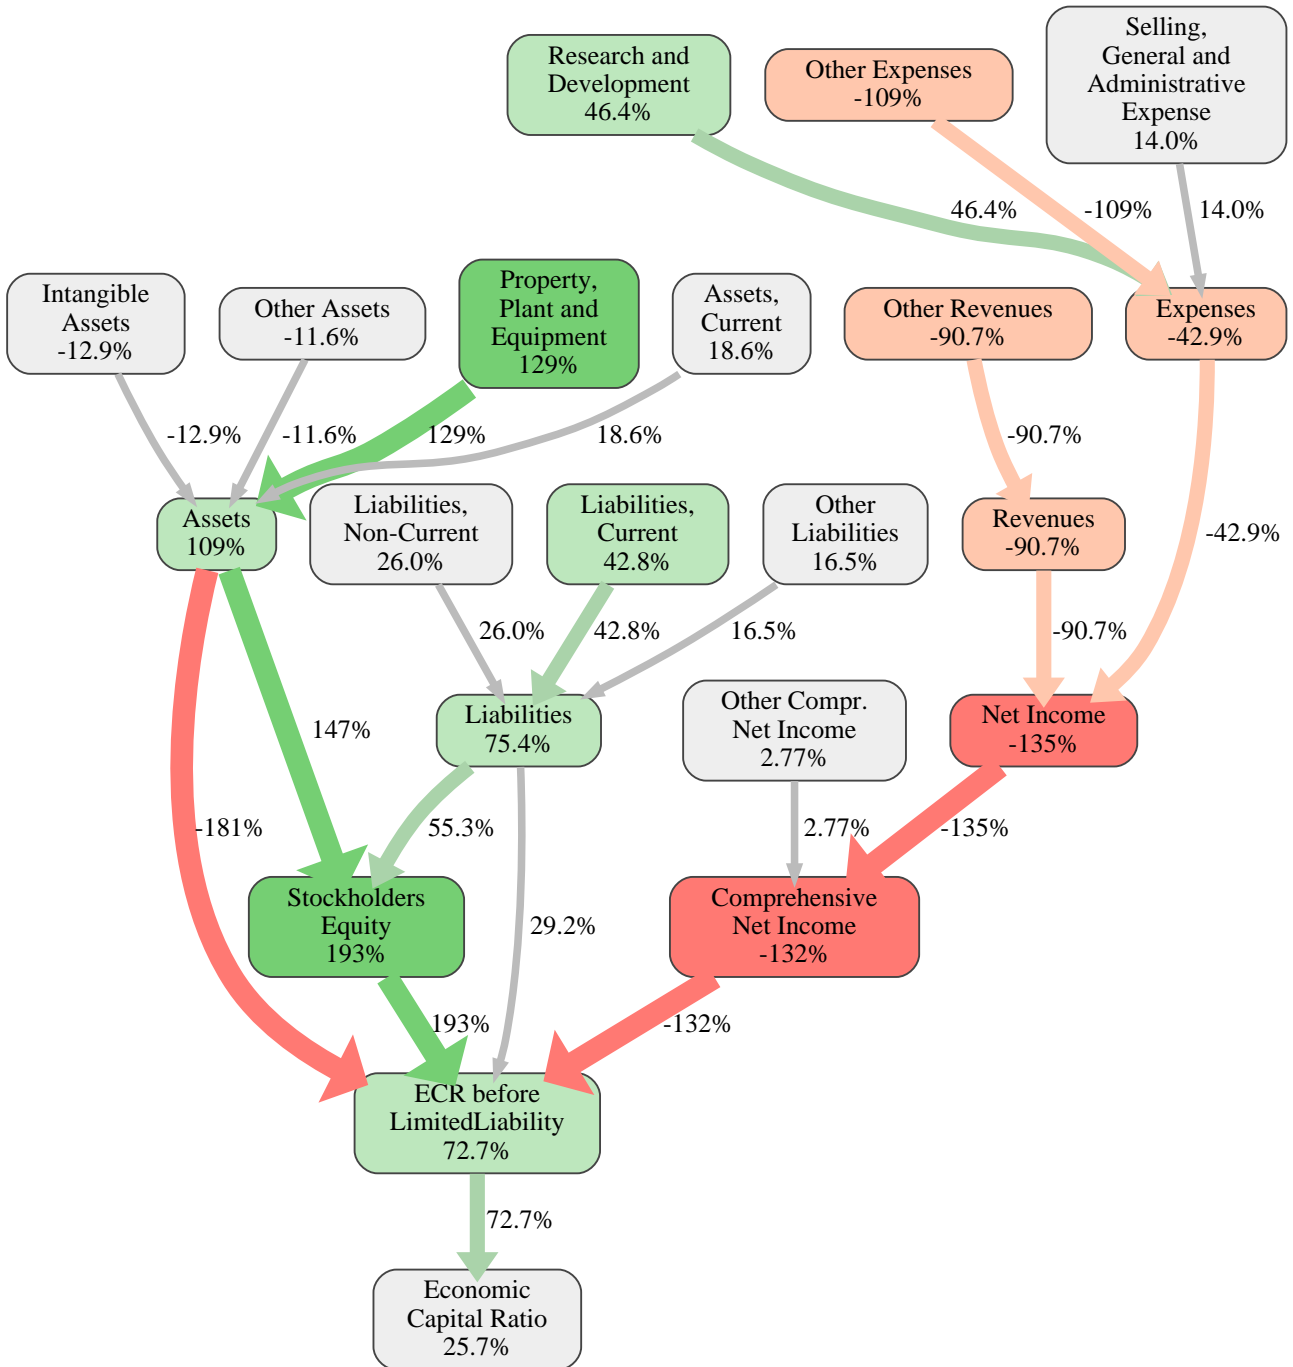 Research and
Development
46.4%
Other Expenses
-109%
Selling,
General and
Administrative
Expense
14.0%
46.4%
-109%
14.0%
Intangible
Assets
-12.9%
Other Assets
-11.6%
Property,
Plant and
Equipment
129%
Assets,
Current
18.6%
Other Revenues
-90.7%
Expenses
-42.9%
-12.9%
-11.6%
129%
18.6%
-90.7%
-42.9%
Assets
109%
Liabilities,
Non-Current
26.0%
Liabilities,
Current
42.8%
Other
Liabilities
16.5%
Revenues
-90.7%
26.0%
42.8%
16.5%
-90.7%
147%
Liabilities
75.4%
Other Compr.
Net Income
2.77%
Net Income
-135%
-181%
55.3%
2.77%
-135%
Stockholders
Equity
193%
29.2%
Comprehensive
Net Income
-132%
193%
-132%
ECR before
LimitedLiability
72.7%
72.7%
Economic
Capital Ratio
25.7%